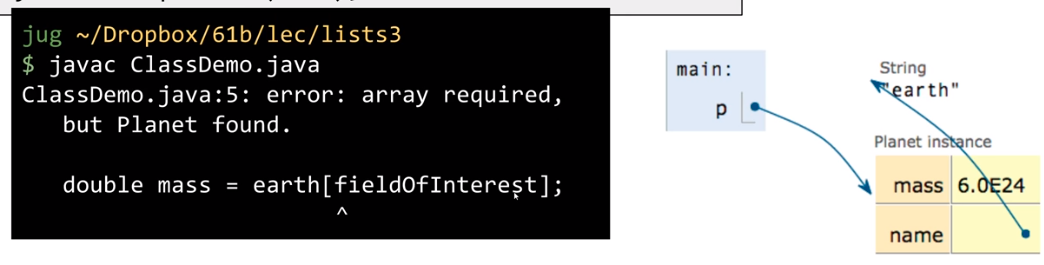 jug ~/Dropbox/61b/lec/lists3
$ javac ClassDemo.java
ClassDemo.java:5: error: array required,
but Planet found.
double mass = earth[fieldOfInterest];
^
main:
p
String
"earth"
Planet instance
mass 6.0E24
name